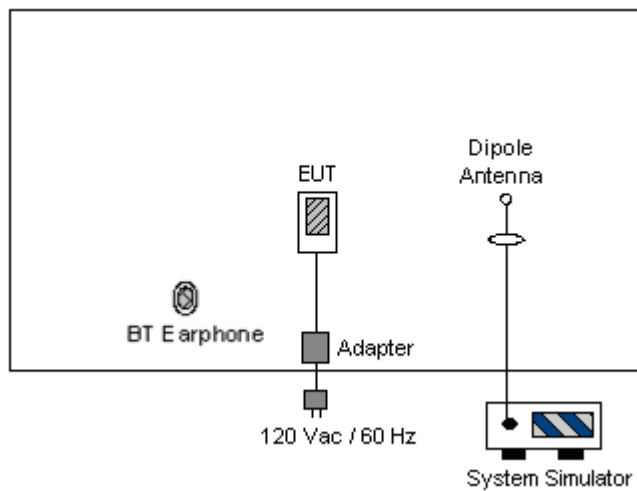 Dipole
Antenna
EUT
BT Earphone
Adapter
120 Vac / 60 Hz
System Simulator